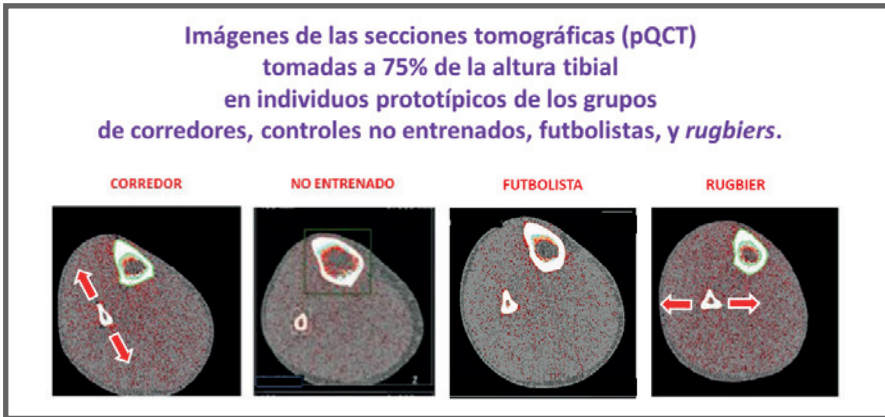 Imágenes de las secciones tomográficas (pQCT)
tomadas a 75% de la altura tibial
en individuos prototípicos de los grupos
de corredores, controles no entrenados, futbolistas, y rugbiers.
CORREDOR
NO ENTRENADO
FUTBOLISTA
RUGBIER
2